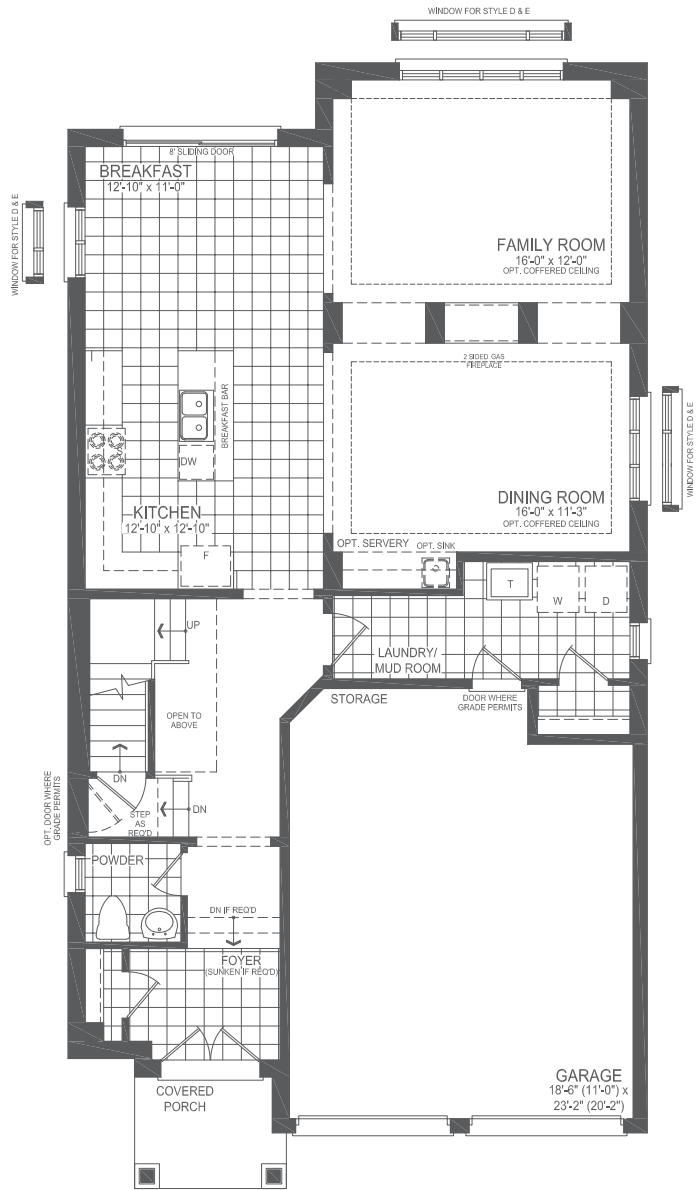 WINDOW FOR STYLE D & E
8' SLIDING DOOR
BREAKFAST
12'-10" x 11'-0"
WINDOW FOR STYLE D & E
FAMILY ROOM
16'-0" x 12'-0"
OPT. COFFERED CEILING
2 SIDED GAS
FIREPLACE
BREAKFAST BAR
DW
WINDOW FOR STYLE D & E
DINING ROOM
16'-0" x 11'-3"
OPT. COFFERED CEILING
KITCHEN
12'-10" x 12'-10"
F
OPT. SERVERY
OPT. SINK
T
W
D
UP
LAUNDRY/
MUD ROOM
STORAGE
DOOR WHERE
GRADE PERMITS
OPEN TO
ABOVE
DN
OPT. DOOR WHERE
GRADE PERMITS
STEP
AS
REQ'D
DN
POWDER
DN IF REQ'D
FOYER
(SUNKEN IF REQ'D)
COVERED
PORCH
GARAGE
18'-6" (11'-0") x
23'-2" (20'-2")